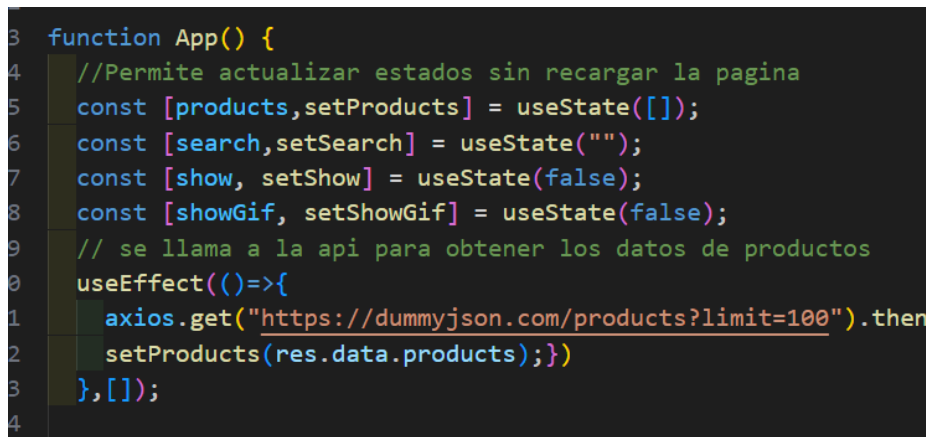 3 function App() {
4 //Permite actualizar estados sin recargar la pagina
5 const [products,setProducts] = useState([]);
6 const [search,setSearch] = useState("");
7 const [show, setShow] = useState(false);
8 const [showGif, setShowGif] = useState(false);
9 // se llama a la api para obtener los datos de productos
0 useEffect(()=>{
1 axios.get("https://dummyjson.com/products?limit=100").then
2 setProducts(res.data.products);})
3 },[]);
4